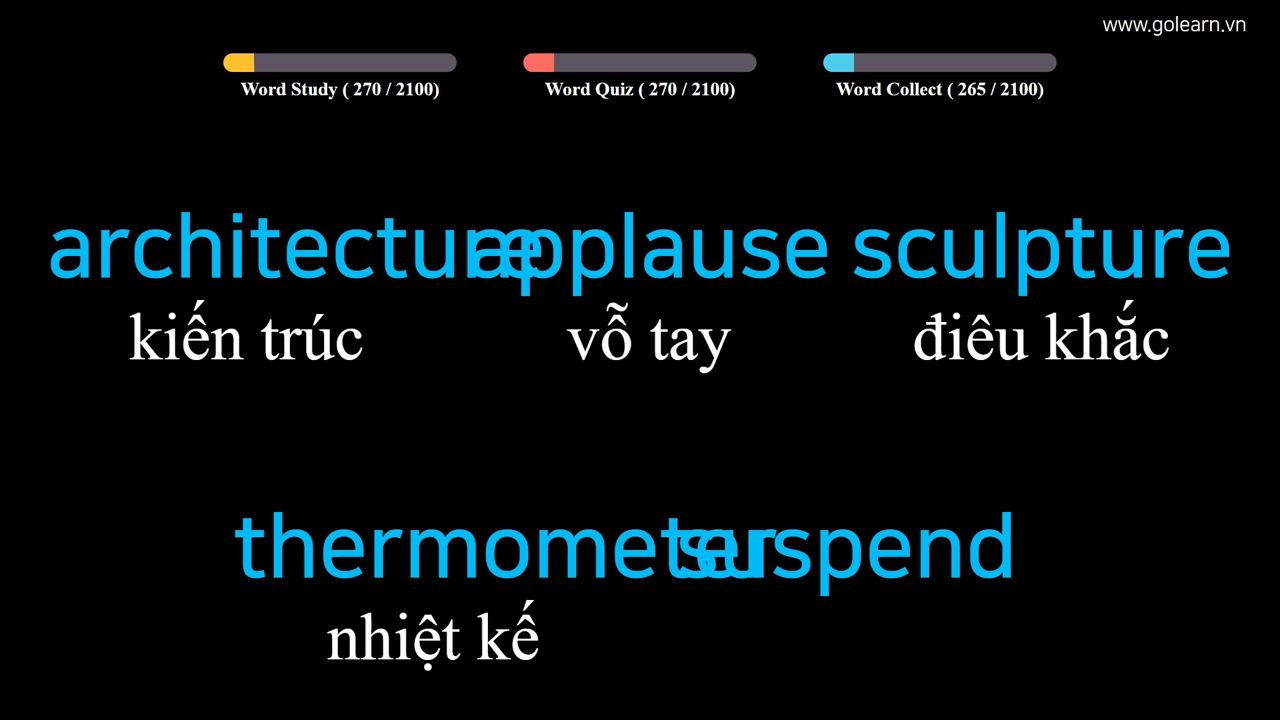 www.golearn.vn
Word Study ( 270 / 2100)
Word Quiz ( 270 / 2100)
Word Collect ( 265 / 2100)
architecture applause sculpture
kiến trúc vỗ tay điêu khắc
thermometer suspend
nhiệt kế